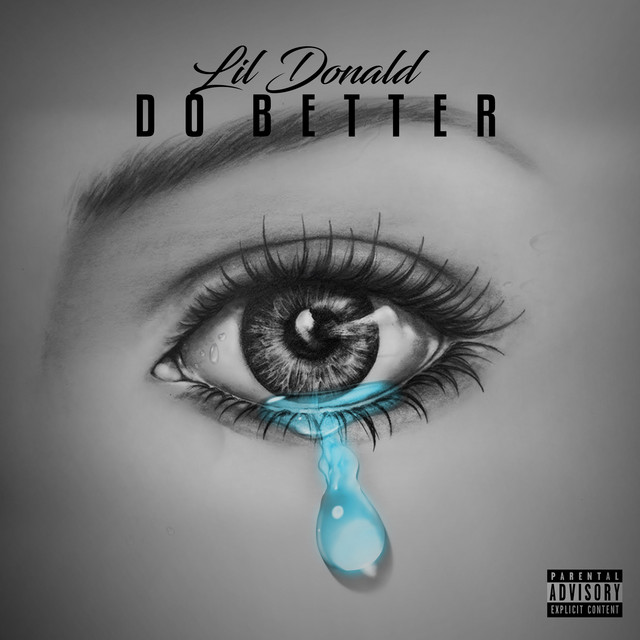 Lil Donald
DO BETTER
PARENTAL
ADVISORY
EXPLICIT CONTENT